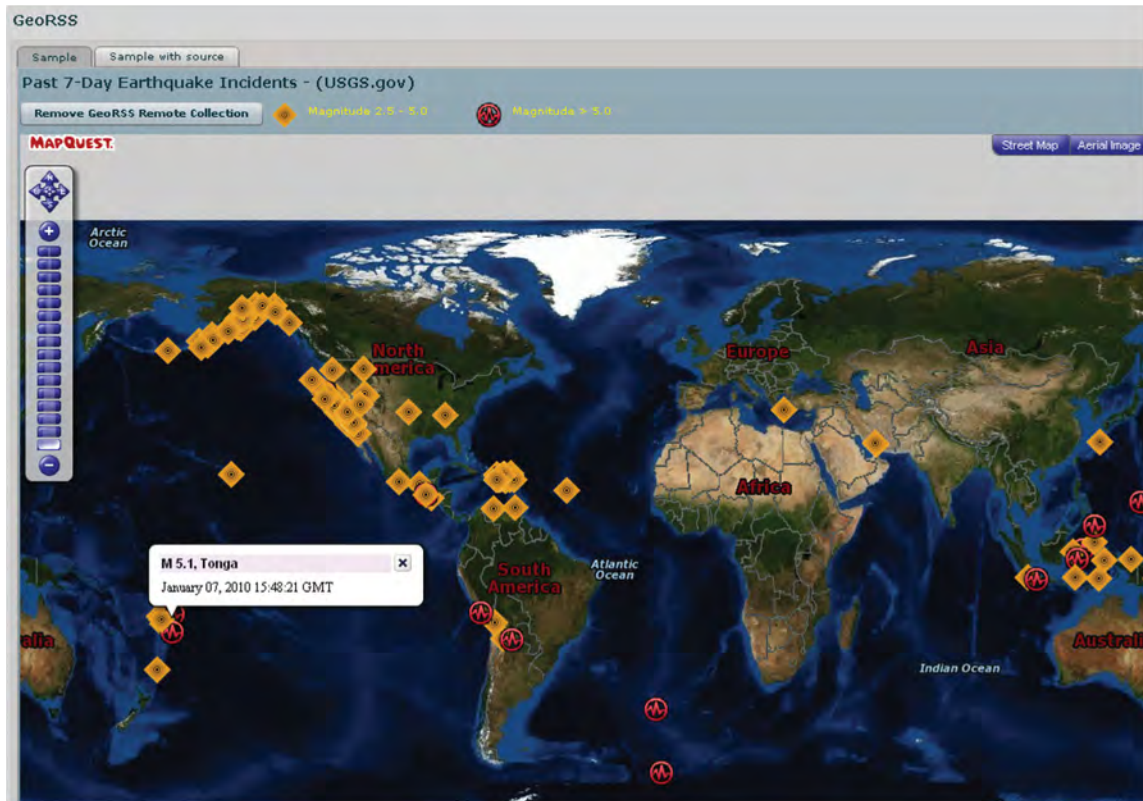 GeoRSS
Sample
Sample with source
Past 7-Day Earthquake Incidents - (USGS.gov)
Remove GeoRSS Remote Collection
Magnitude 2.5 - 5.0
Magnitude > 5.0
MAPQUEST.
Street Map
Aerial Image
N
E
S
+
Arctic
Ocean
North
America
Europe
Asia
Africa
M 5.1, Tonga
January 07, 2010 15:48:21 GMT
South
America
Atlantic
Ocean
alia
Austral
Indian Ocean